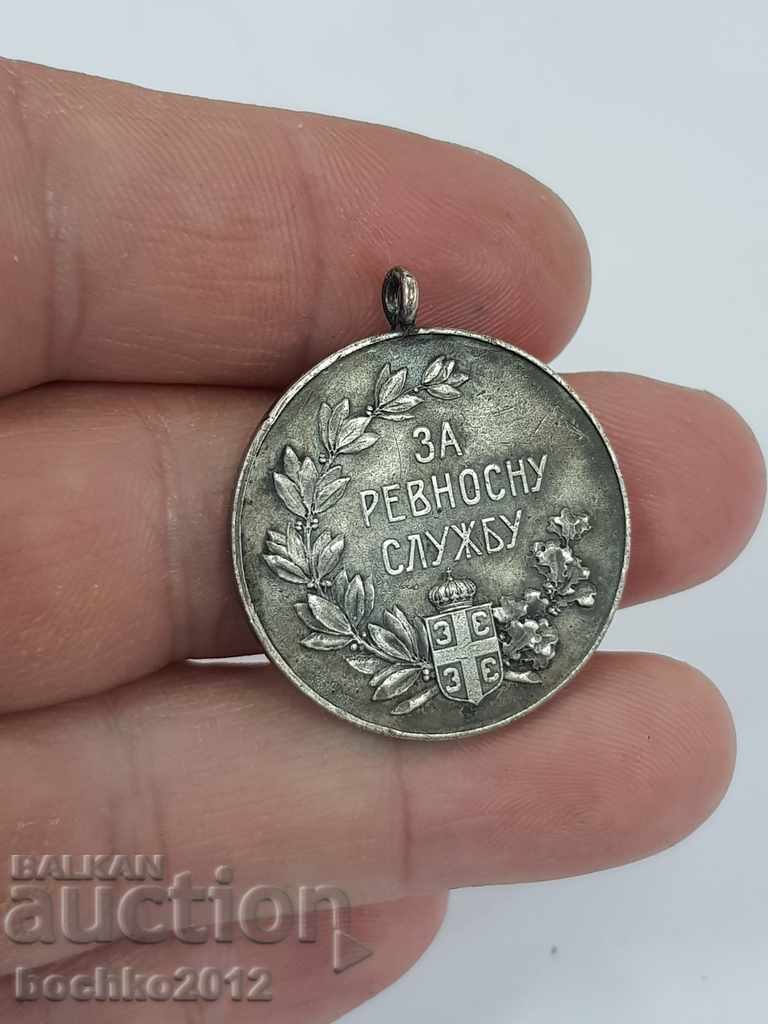 ЗА
РЕВНОСНУ
СЛУЖБУ
BALKAN
auction
bochko2012